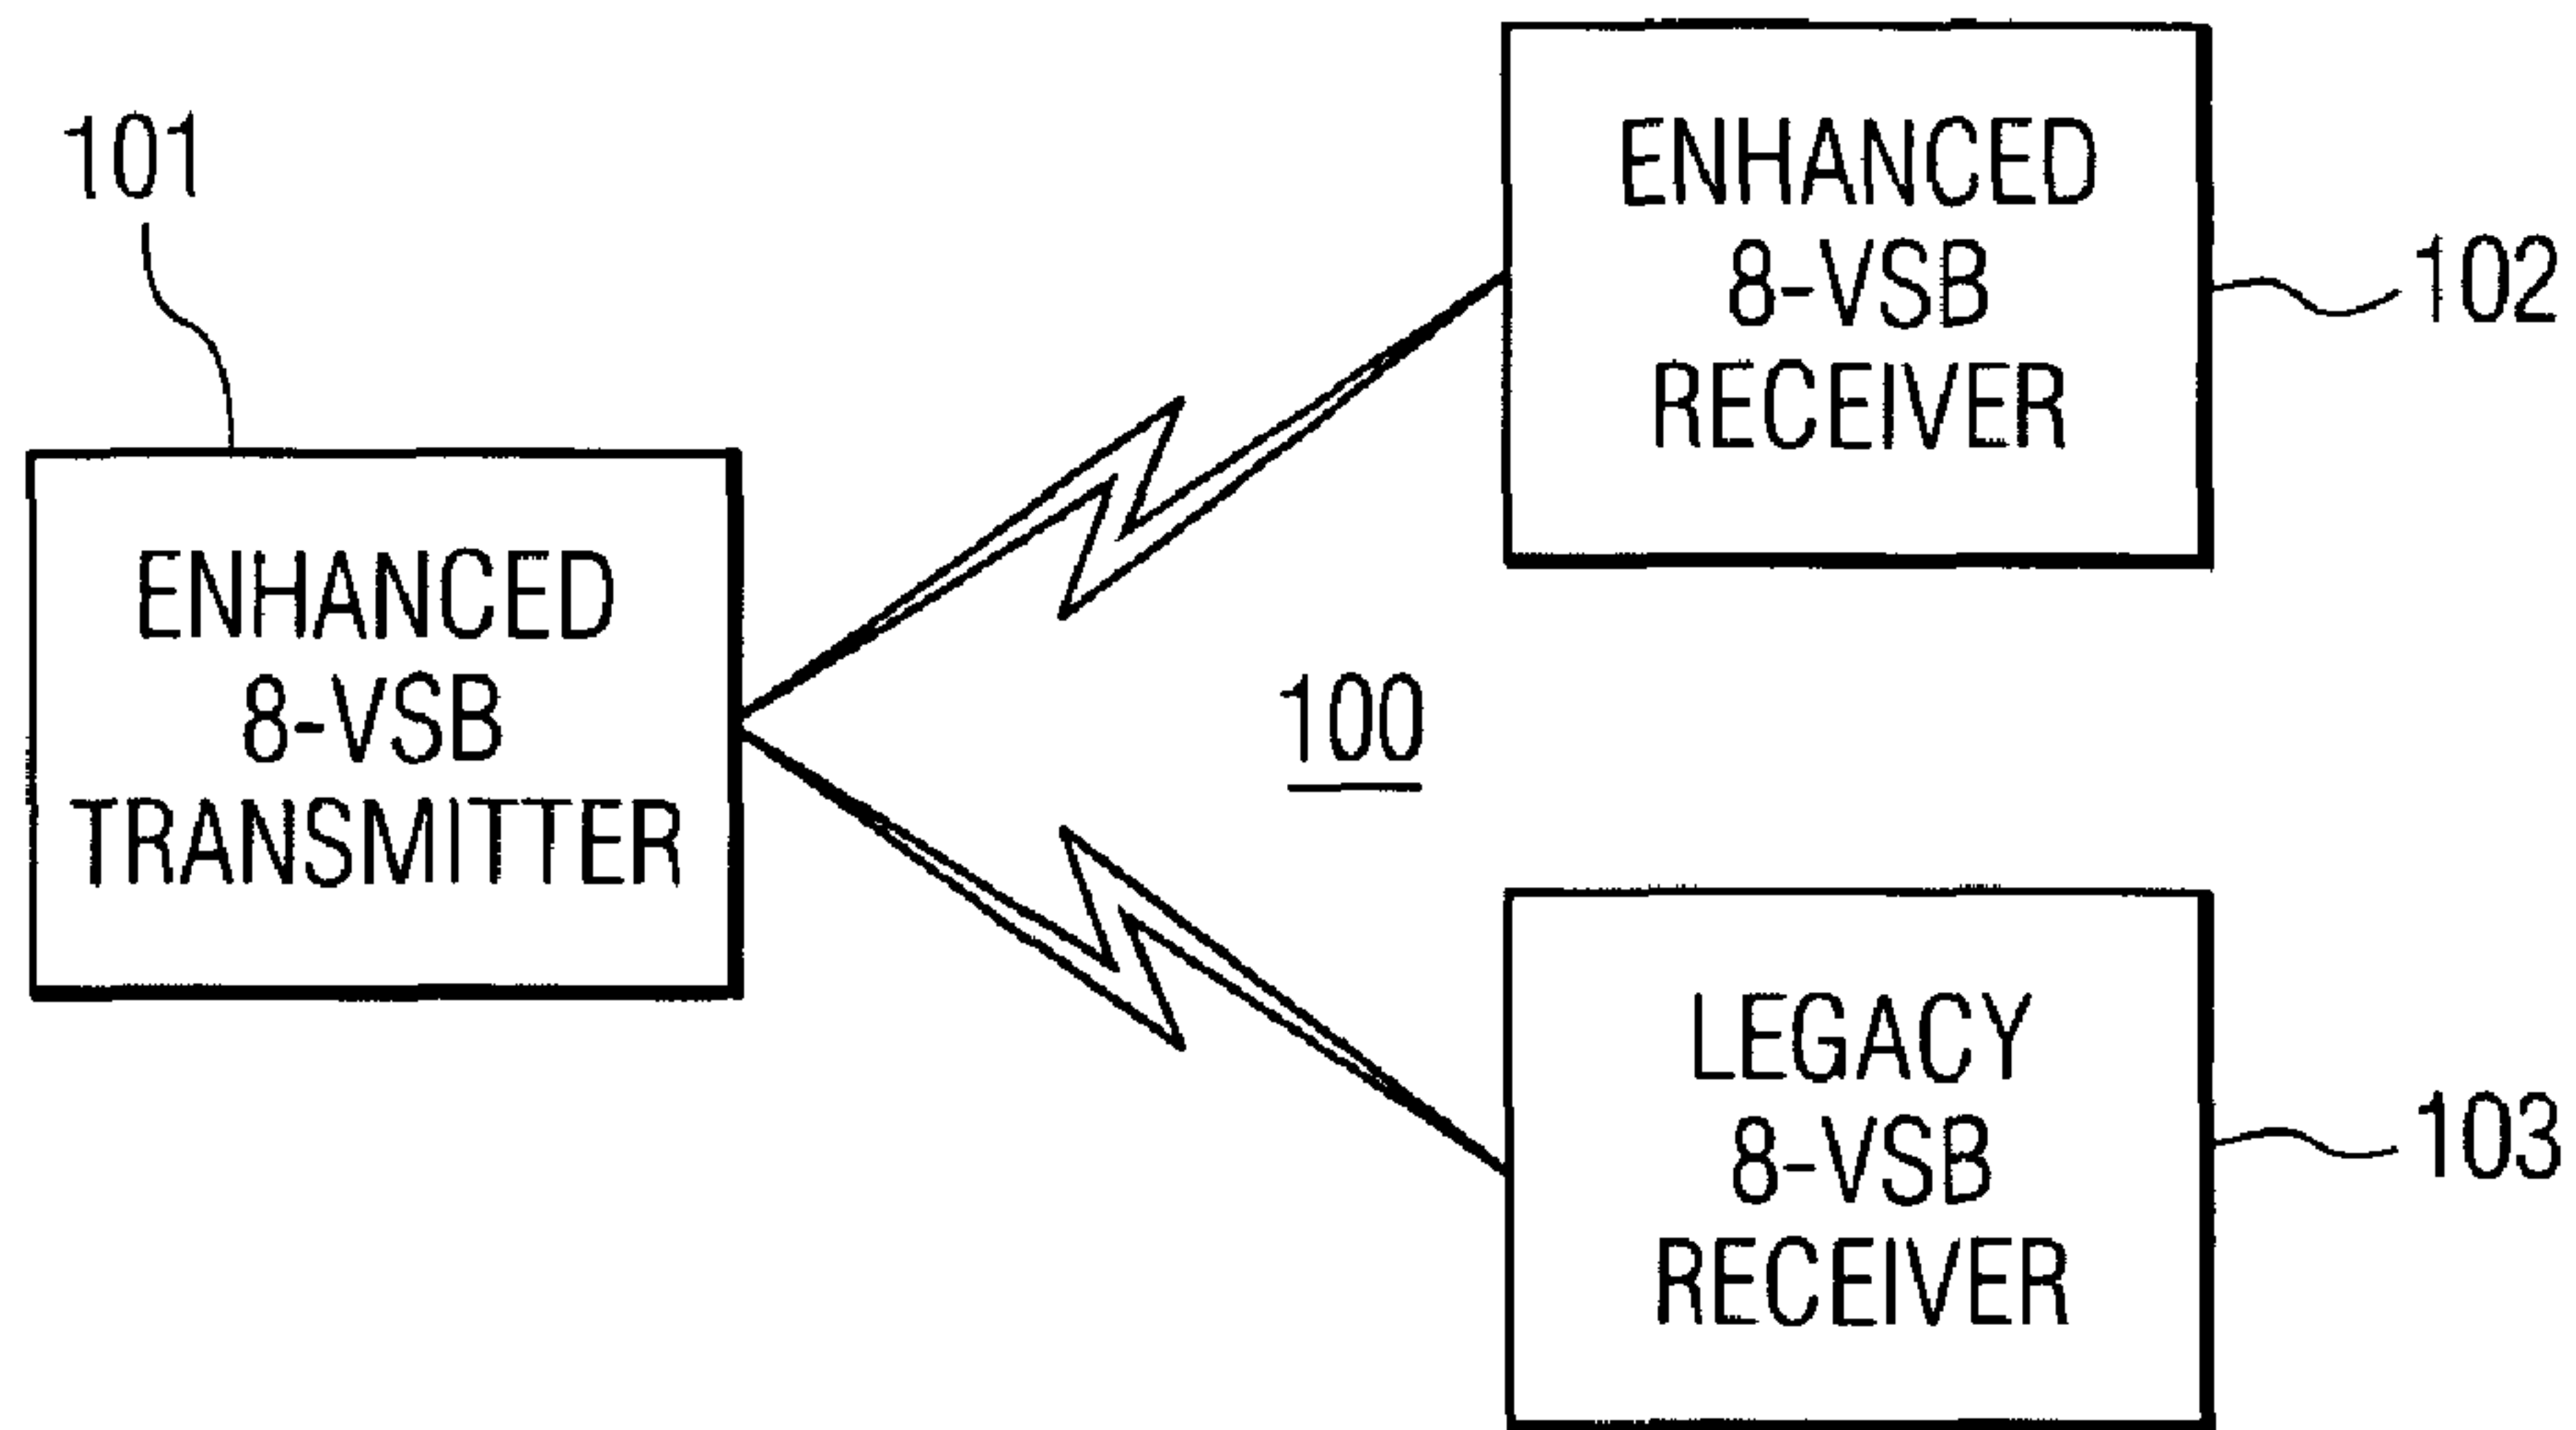 101
ENHANCED
8-VSB
TRANSMITTER
ENHANCED
8-VSB
RECEIVER
102
100
LEGACY
8-VSB
RECEIVER
103